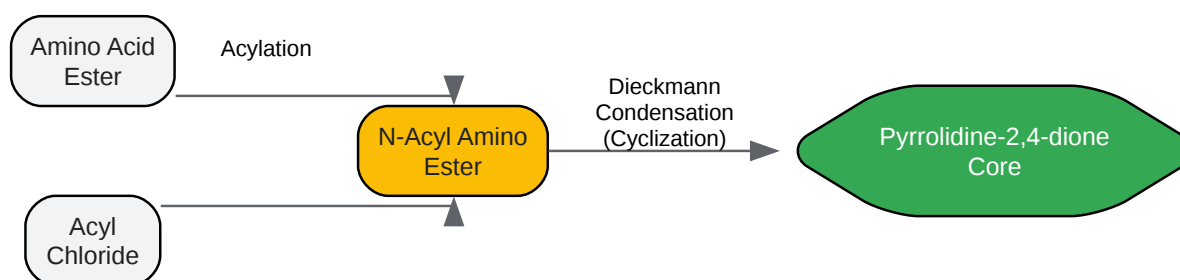 Amino Acid
Ester
Acylation
Dieckmann
Condensation
(Cyclization)
N-Acyl Amino
Ester
Pyrrolidine-2,4-dione
Core
Acyl
Chloride